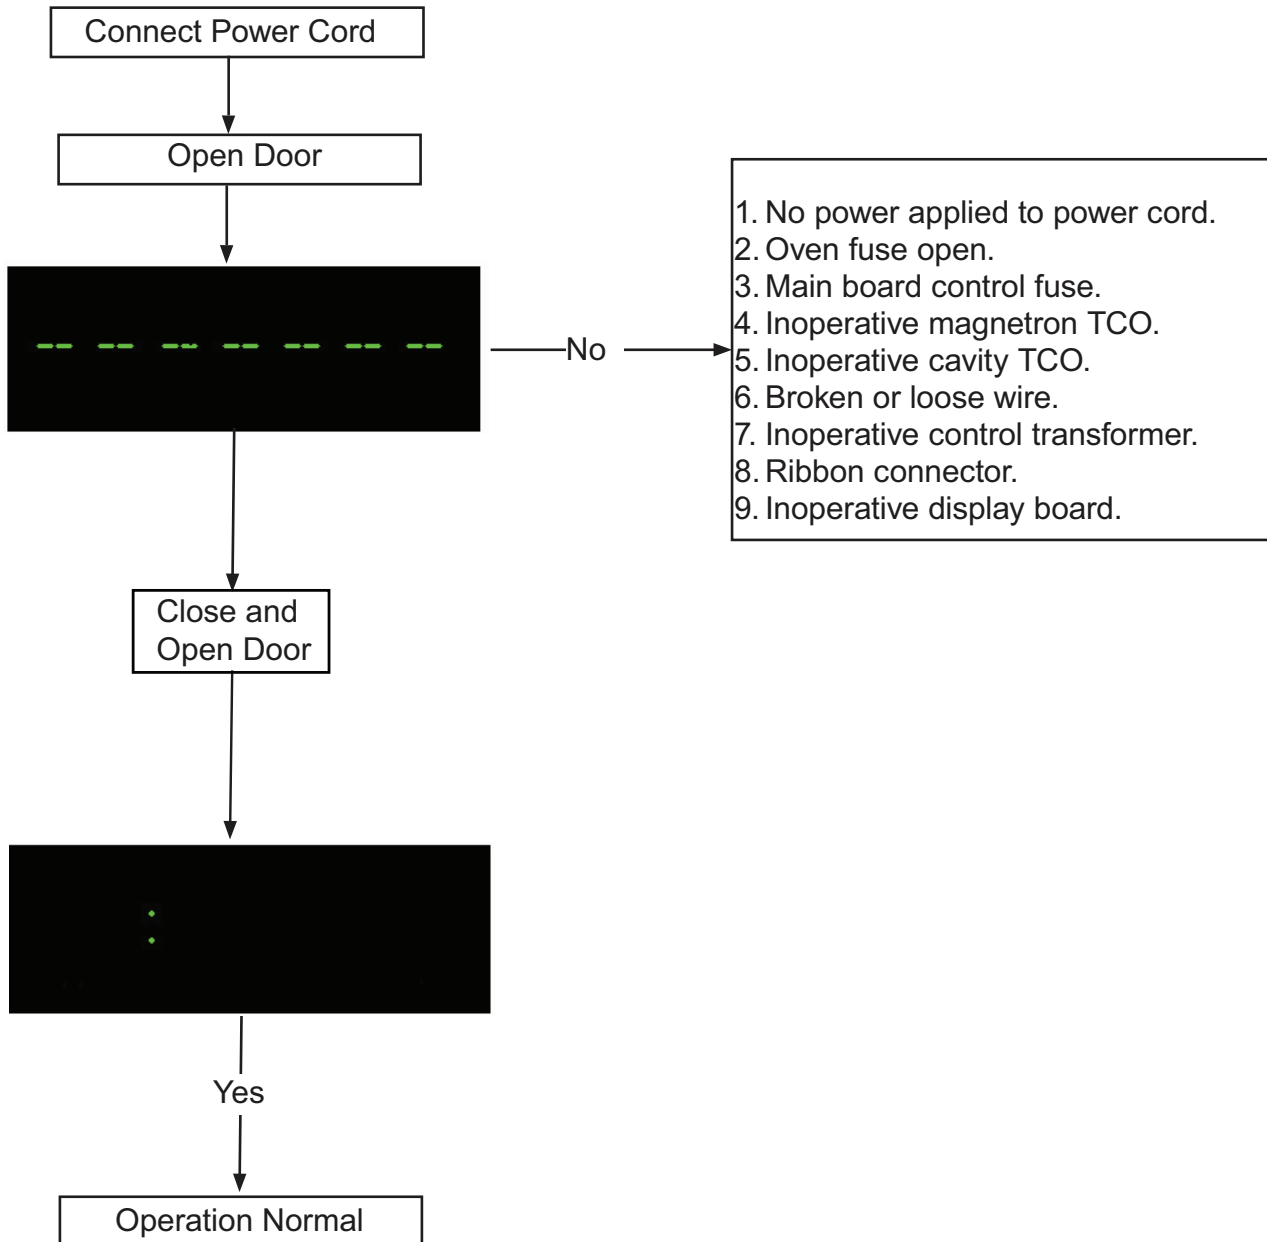 Connect Power Cord
Open Door
No
1. No power applied to power cord.
2. Oven fuse open.
3. Main board control fuse.
4. Inoperative magnetron TCO.
5. Inoperative cavity TCO.
6. Broken or loose wire.
7. Inoperative control transformer.
8. Ribbon connector.
9. Inoperative display board.
Close and
Open Door
:
Yes
Operation Normal